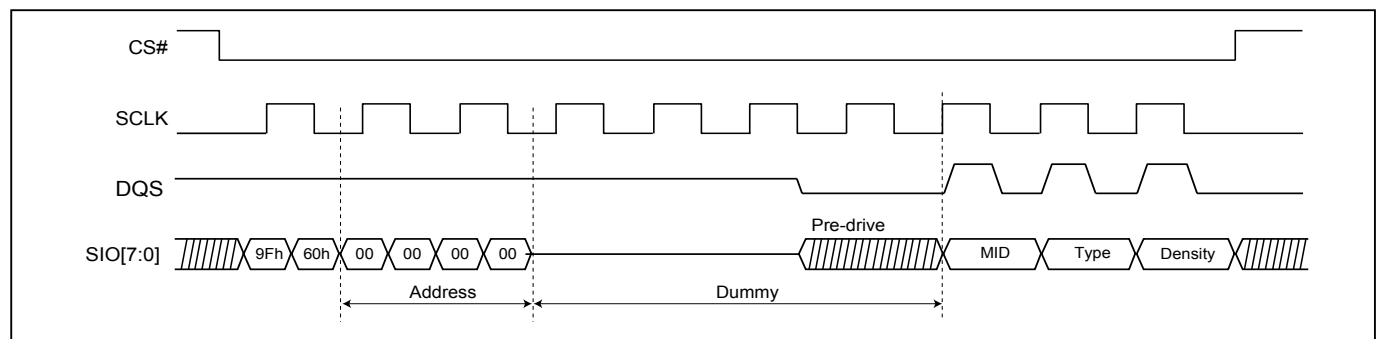 CS#
SCLK
DQS
Pre-drive
SIO[7:0] 9Fh 60h 00 00 00 00 MID Type Density
Address Dummy